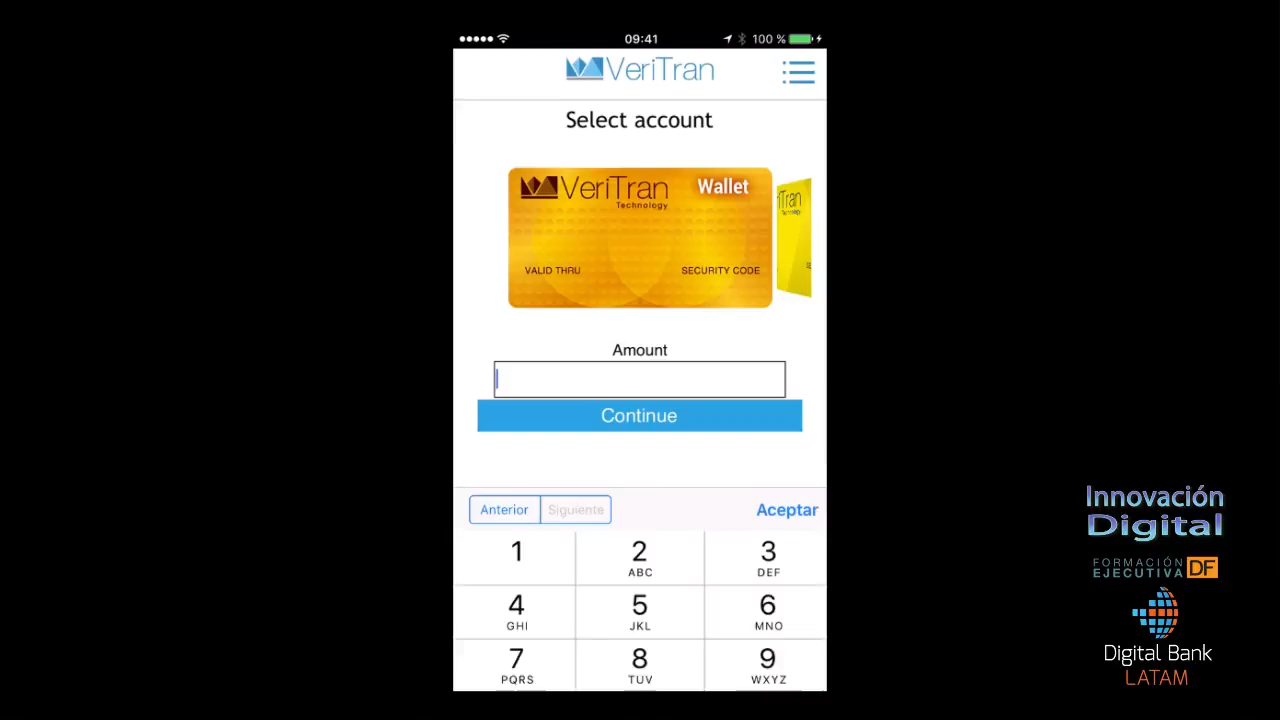 09:41
100 %
VeriTran
Select account
VeriTran
Technology
Wallet
VALID THRU
SECURITY CODE
iTran
Amount
Continue
Anterior
Siguiente
Aceptar
1
2
ABC
3
DEF
4
GHI
5
JKL
6
MNO
7
PQRS
8
TUV
9
WXYZ
Innovación
Digital
FORMACIÓN
EJECUTIVA DF
Digital Bank
LATAM